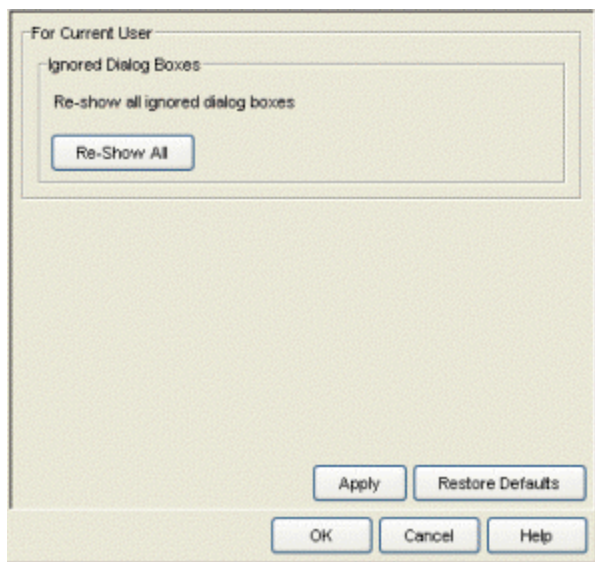 For Current User
Ignored Dialog Boxes
Re-show all ignored dialog boxes
Re-Show All
Apply Restore Defaults
OK Cancel Help